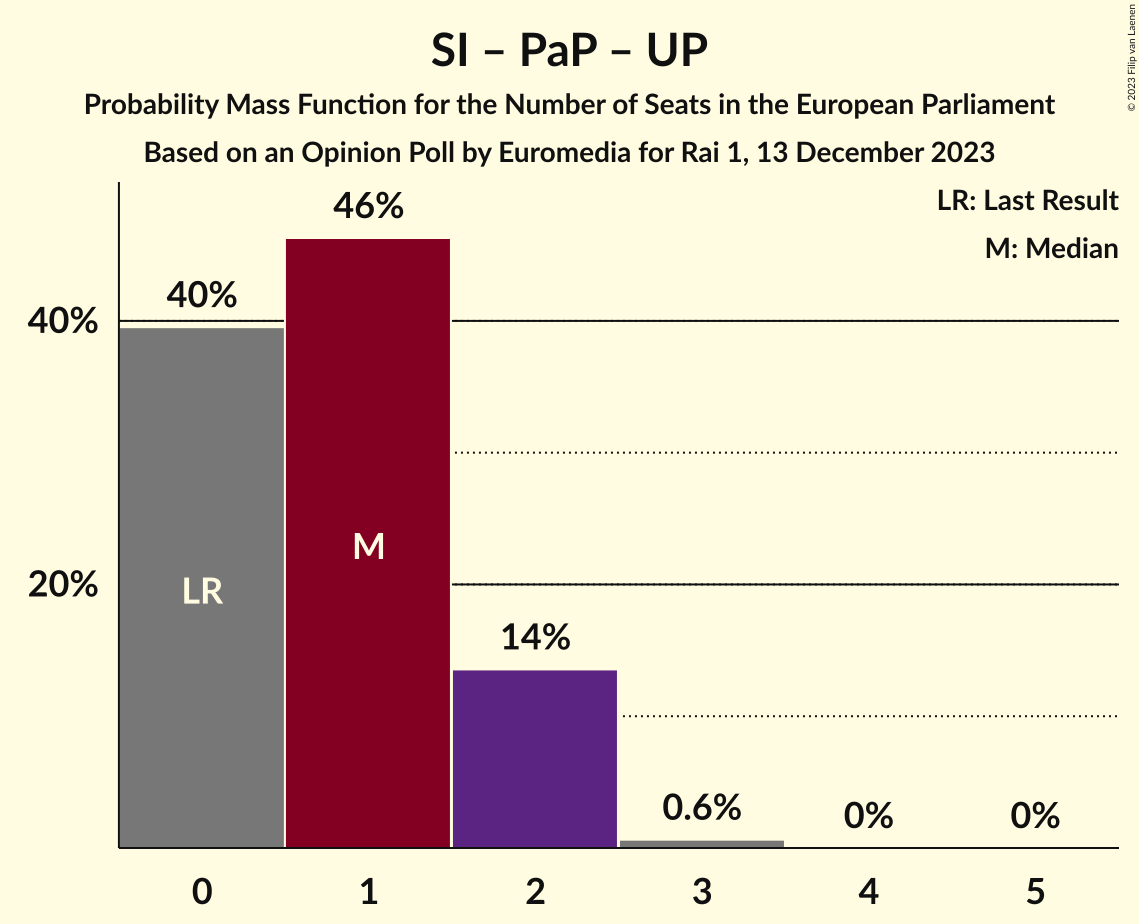 SI – PaP – UP
Probability Mass Function for the Number of Seats in the European Parliament
Based on an Opinion Poll by Euromedia for Rai 1, 13 December 2023
© 2023 Filip van Laenen
LR: Last Result
M: Median
46%
40%
40%
M
20%
LR
14%
0.6%
0%
0%
0
1
2
3
4
5